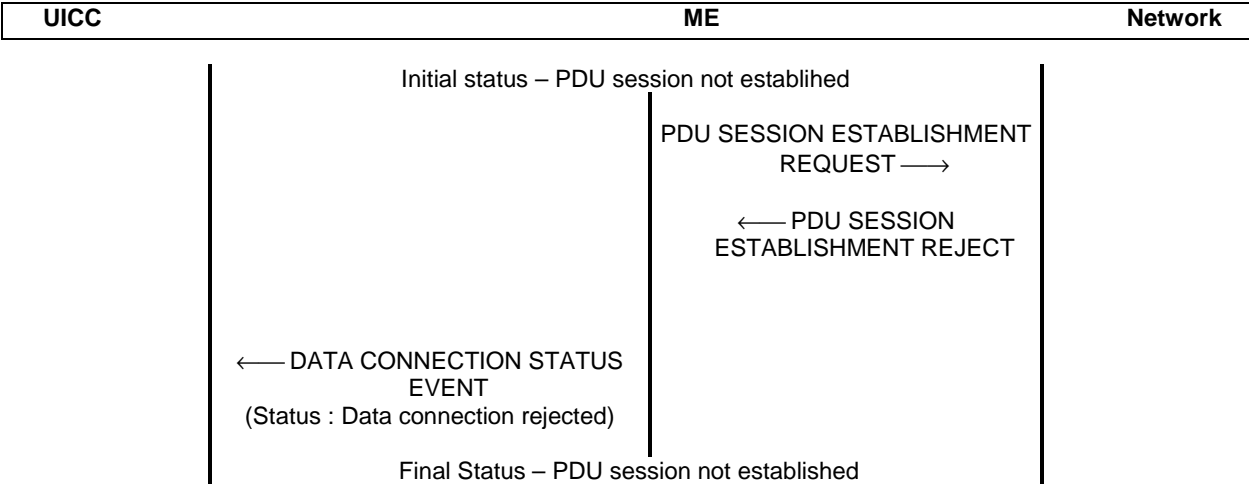 UICC ME Network
Initial status – PDU session not establihed
PDU SESSION ESTABLISHMENT
REQUEST ⟶
⟵ PDU SESSION
ESTABLISHMENT REJECT
⟵ DATA CONNECTION STATUS
EVENT
(Status : Data connection rejected)
Final Status – PDU session not established